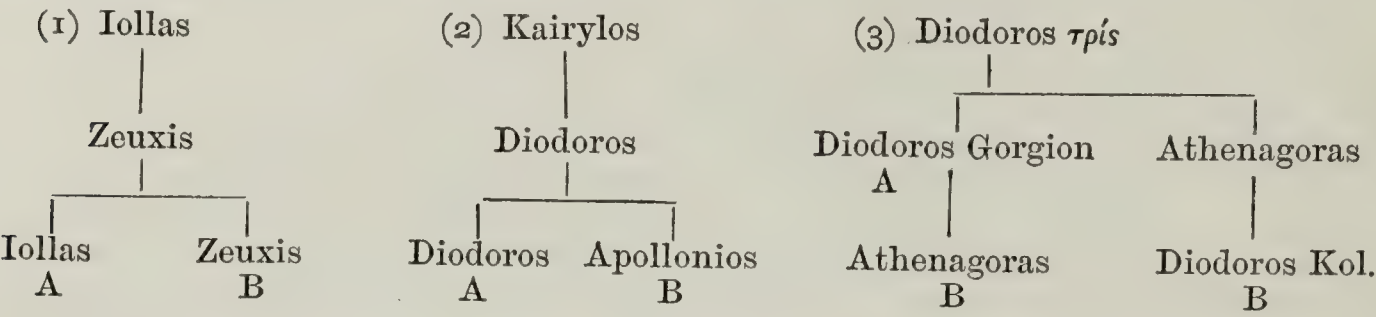 (1) Iollas (2) Kairylos (3) Diodoros τρίς
Zeuxis Diodoros Diodoros Gorgion Athenagoras
A
Iollas Zeuxis Diodoros Apollonios Athenagoras Diodoros Kol.
A B A B B B